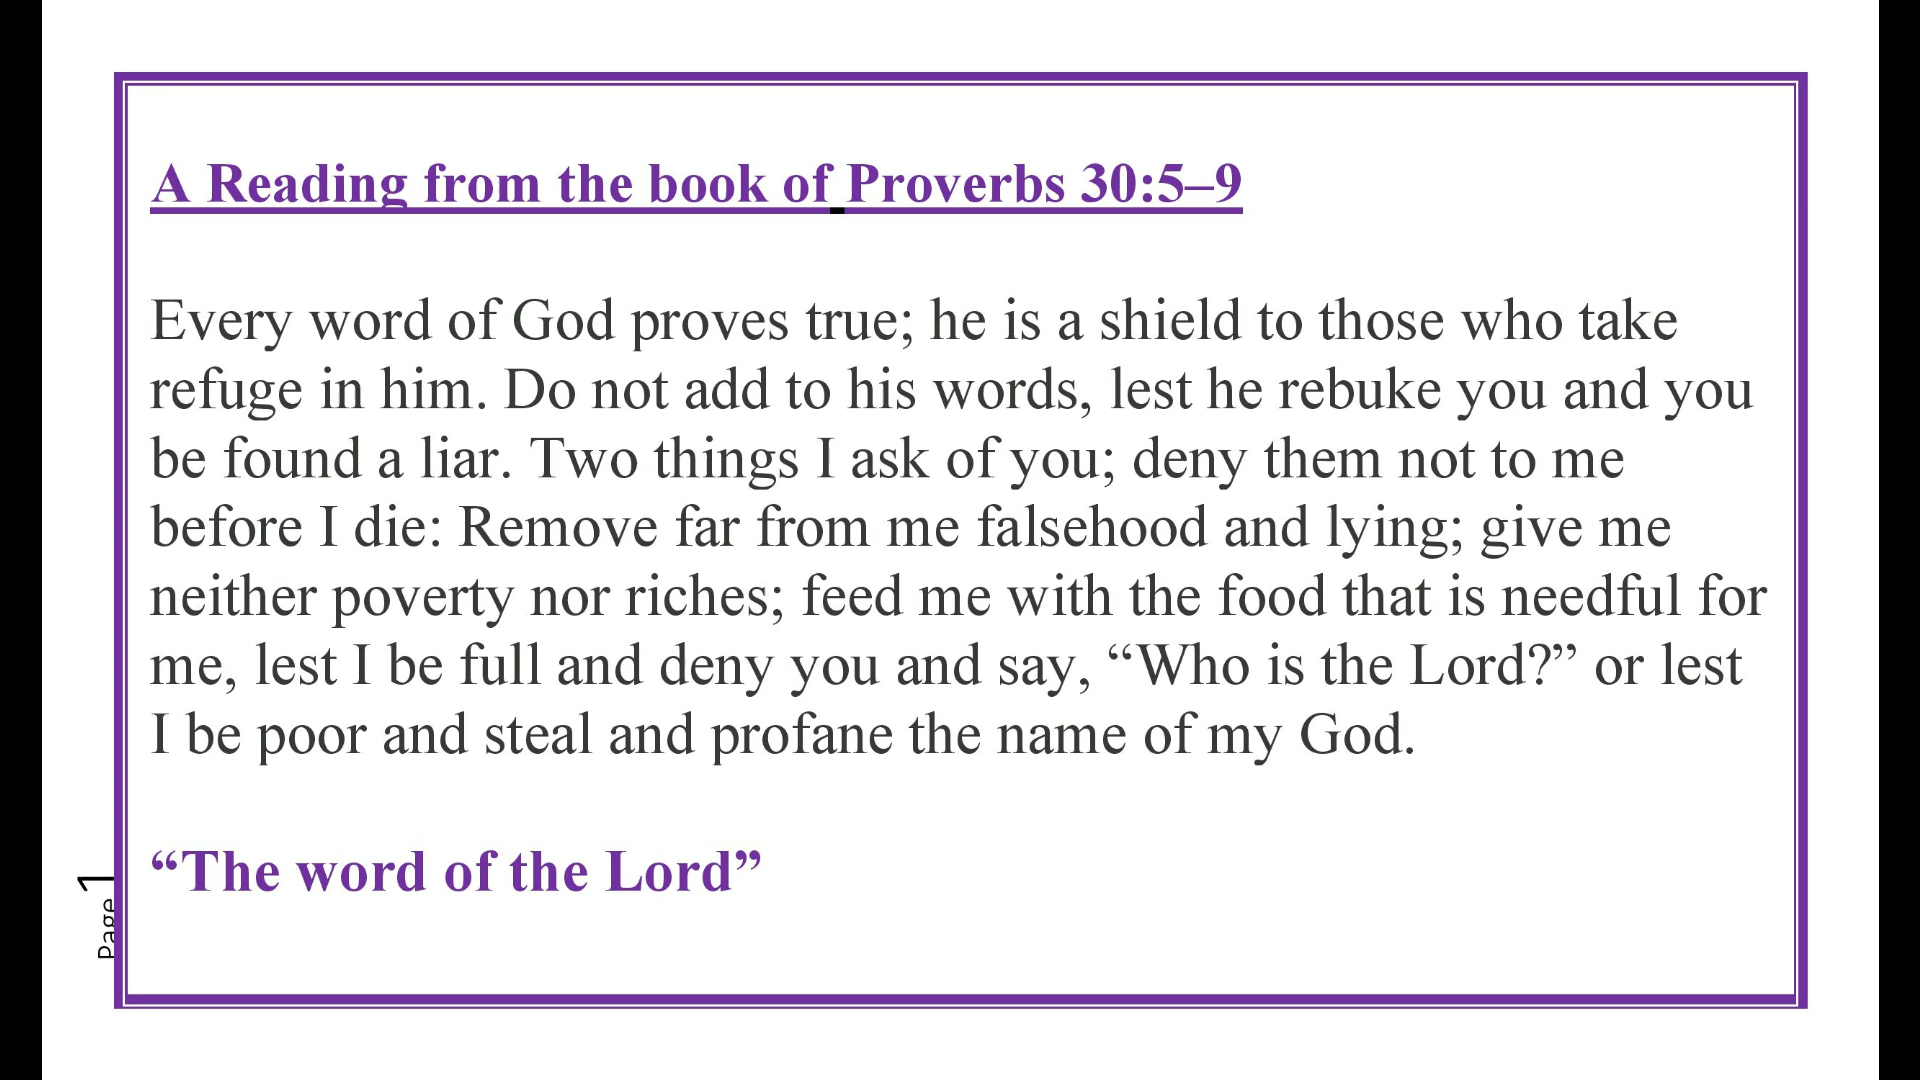 A Reading from the book of Proverbs 30:5–9
Every word of God proves true; he is a shield to those who take
refuge in him. Do not add to his words, lest he rebuke you and you
be found a liar. Two things I ask of you; deny them not to me
before I die: Remove far from me falsehood and lying; give me
neither poverty nor riches; feed me with the food that is needful for
me, lest I be full and deny you and say, “Who is the Lord?” or lest
I be poor and steal and profane the name of my God.
“The word of the Lord”
Page 1